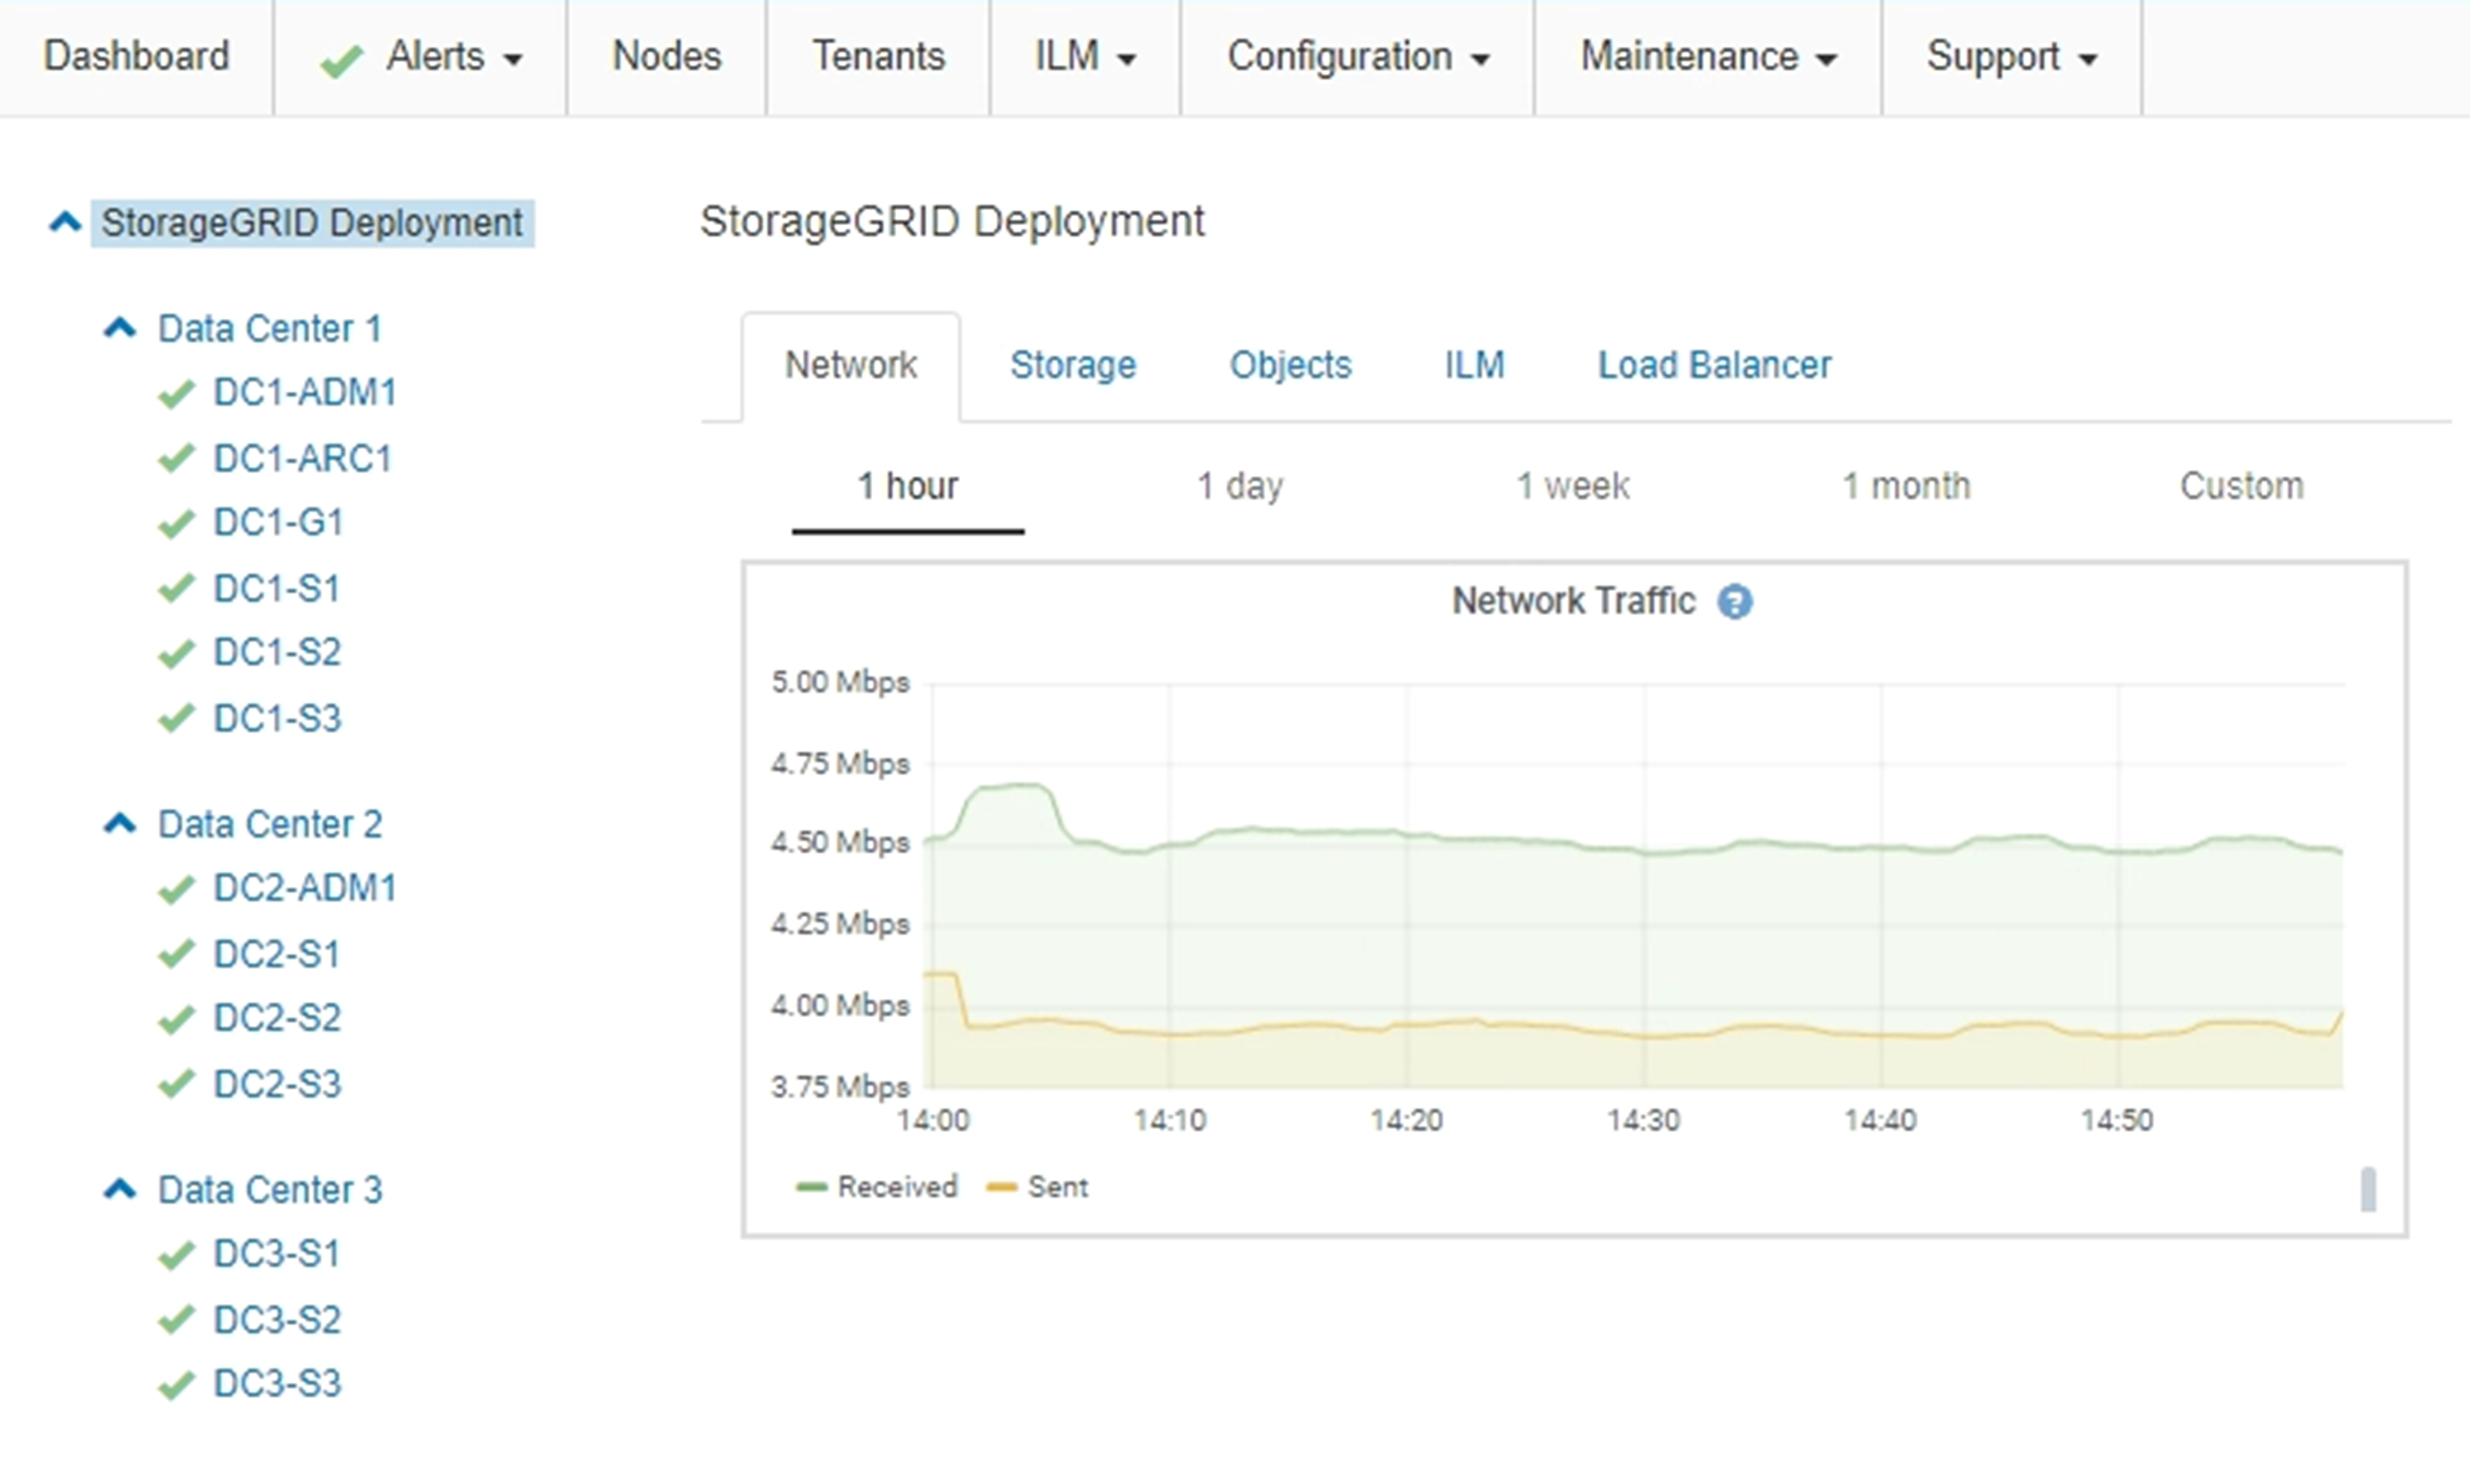 Dashboard Alerts Nodes Tenants ILM Configuration Maintenance Support
StorageGRID Deployment
Data Center 1
DC1-ADM1
DC1-ARC1
DC1-G1
DC1-S1
DC1-S2
DC1-S3
Data Center 2
DC2-ADM1
DC2-S1
DC2-S2
DC2-S3
Data Center 3
DC3-S1
DC3-S2
DC3-S3
StorageGRID Deployment
Network Storage Objects ILM Load Balancer
1 hour 1 day 1 week 1 month Custom
Network Traffic ?
5.00 Mbps
4.75 Mbps
4.50 Mbps
4.25 Mbps
4.00 Mbps
3.75 Mbps
14:00 14:10 14:20 14:30 14:40 14:50
Received Sent